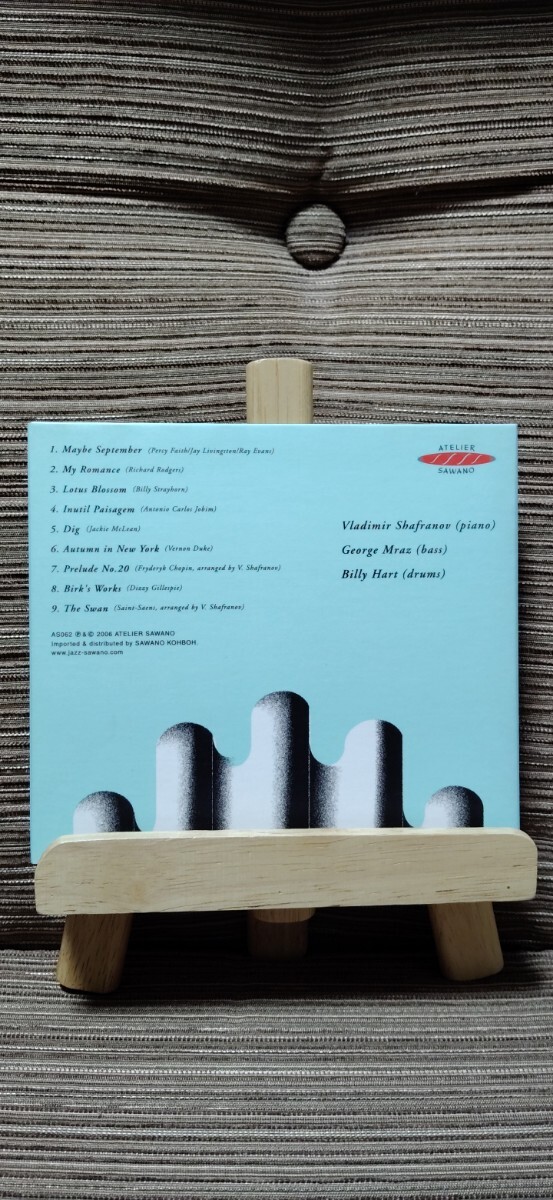 1. Maybe September (Percy Faith/Jay Livingston/Ray Evans)
2. My Romance (Richard Rodgers)
3. Lotus Blossom (Billy Strayhorn)
4. Inutil Paisagem (Antonio Carlos Jobim)
5. Dig (Jackie McLean)
6. Autumn in New York (Vernon Duke)
7. Prelude No.20 (Fryderyk Chopin, arranged by V. Shafranov)
8. Birk's Works (Dizzy Gillespie)
9. The Swan (Saint-Saens, arranged by V. Shafranov)
AS062 ℗ & © 2006 ATELIER SAWANO
Imported & distributed by SAWANO KOHBOH.
www.jazz-sawano.com
ATELIER
SAWANO
Vladimir Shafranov (piano)
George Mraz (bass)
Billy Hart (drums)